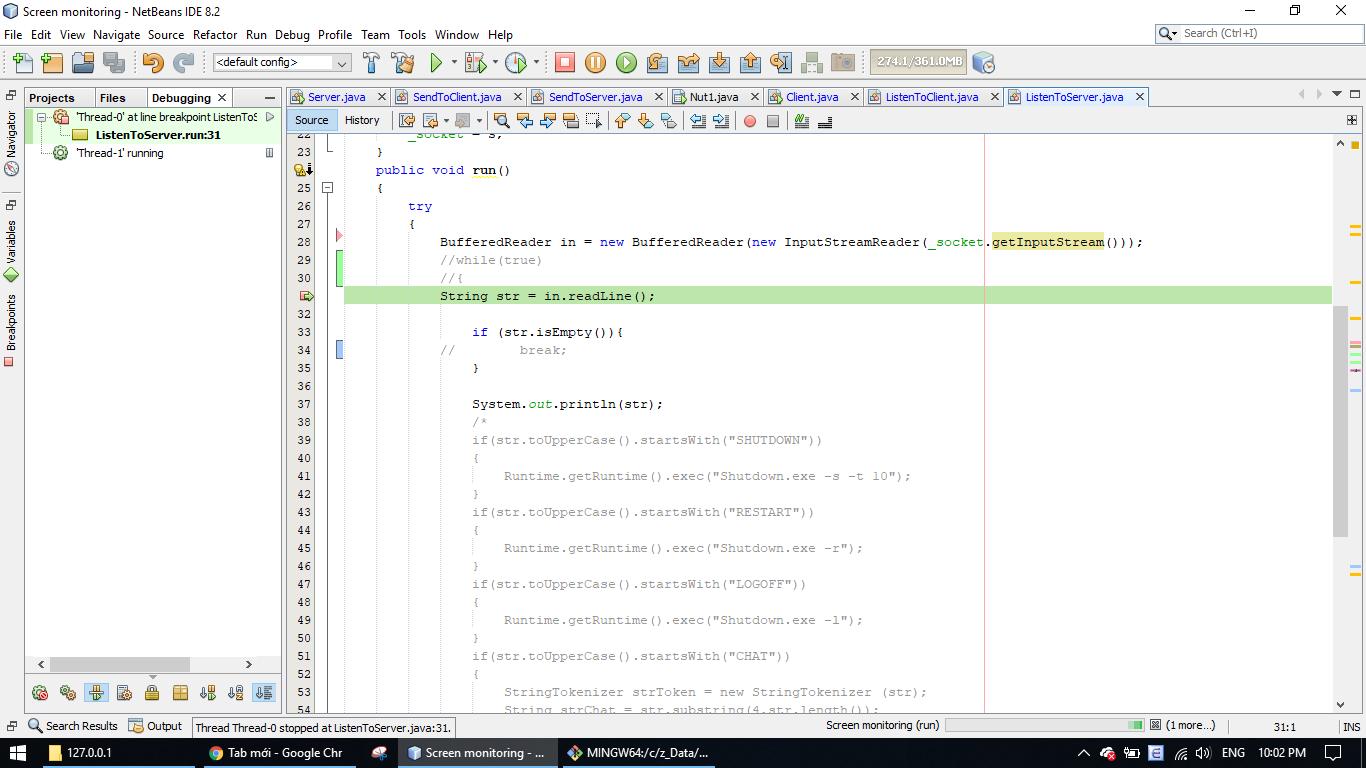 Screen monitoring - NetBeans IDE 8.2
File Edit View Navigate Source Refactor Run Debug Profile Team Tools Window Help
Search (Ctrl+I)
<default config>
274.1/361.0MB
Projects Files Debugging
Server.java SendToClient.java SendToServer.java Nut1.java Client.java ListenToClient.java ListenToServer.java
Navigator
Variables
Breakpoints
'Thread-0' at line breakpoint ListenToS
ListenToServer.run:31
'Thread-1' running
Source History
22 _socket = s;
23 }
public void run()
25 {
26 try
27 {
28 BufferedReader in = new BufferedReader(new InputStreamReader(_socket.getInputStream()));
29 //while(true)
30 //{
String str = in.readLine();
32
33 if (str.isEmpty()){
34 // break;
35 }
36
37 System.out.println(str);
38 /*
39 if(str.toUpperCase().startsWith("SHUTDOWN"))
40 {
41 Runtime.getRuntime().exec("Shutdown.exe -s -t 10");
42 }
43 if(str.toUpperCase().startsWith("RESTART"))
44 {
45 Runtime.getRuntime().exec("Shutdown.exe -r");
46 }
47 if(str.toUpperCase().startsWith("LOGOFF"))
48 {
49 Runtime.getRuntime().exec("Shutdown.exe -l");
50 }
51 if(str.toUpperCase().startsWith("CHAT"))
52 {
53 StringTokenizer strToken = new StringTokenizer (str);
54 String strChat = str.substring(4,str.length());
Search Results Output
Thread Thread-0 stopped at ListenToServer.java:31.
Screen monitoring (run) (1 more...) 31:1 INS
127.0.0.1
Tab mới - Google Chr
Screen monitoring - ...
MINGW64:/c/z_Data/...
ENG 10:02 PM